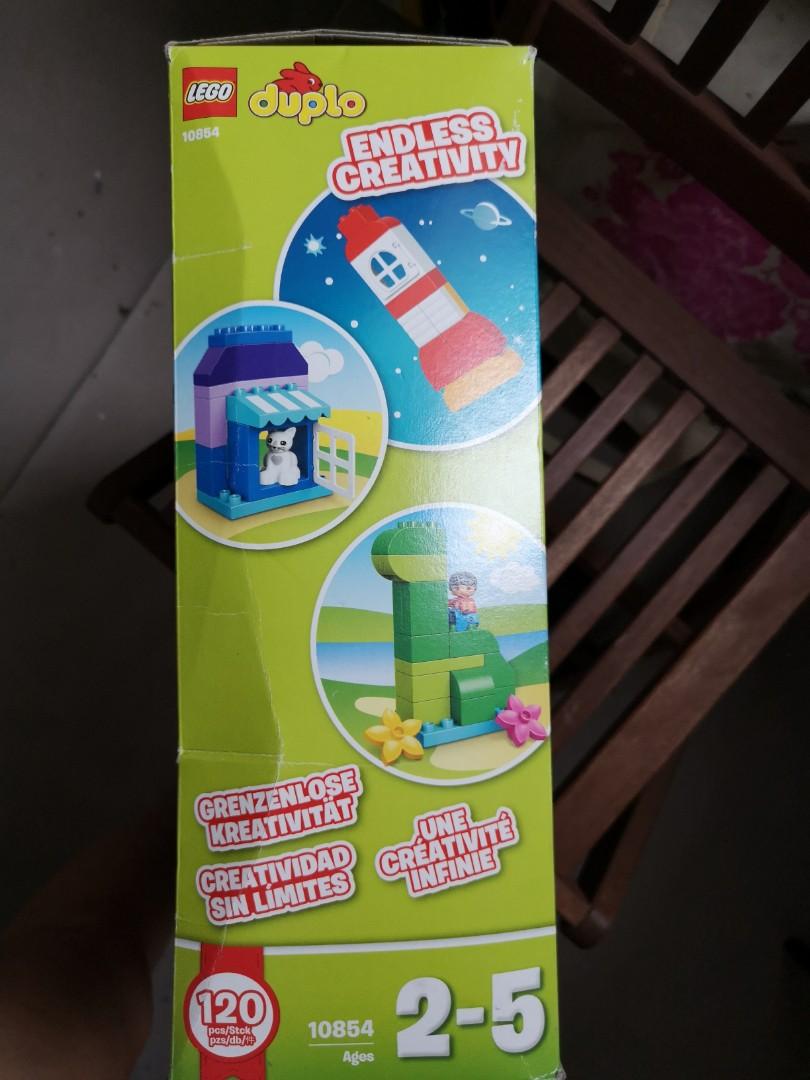 LEGO
duplo
10854
ENDLESS
CREATIVITY
GRENZENLOSE
KREATIVITÄT
UNE
CRÉATIVITÉ
INFINIE
CREATIVIDAD
SIN LÍMITES
120
pcs/Stck
pzs/db/件
10854
Ages
2-5